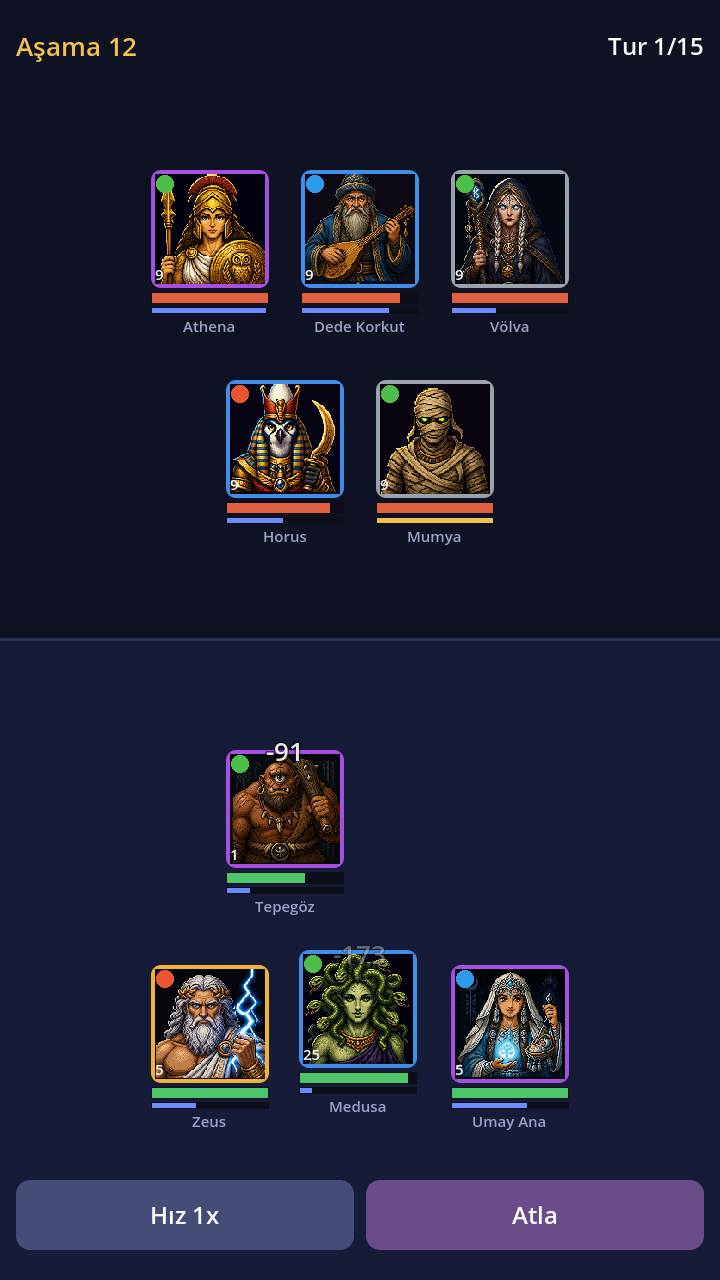 Aşama 12
Tur 1/15
9
9
9
Athena
Dede Korkut
Völva
9
9
Horus
Mumya
-91
1
Tepegöz
-173
5
25
5
Zeus
Medusa
Umay Ana
Hız 1x
Atla